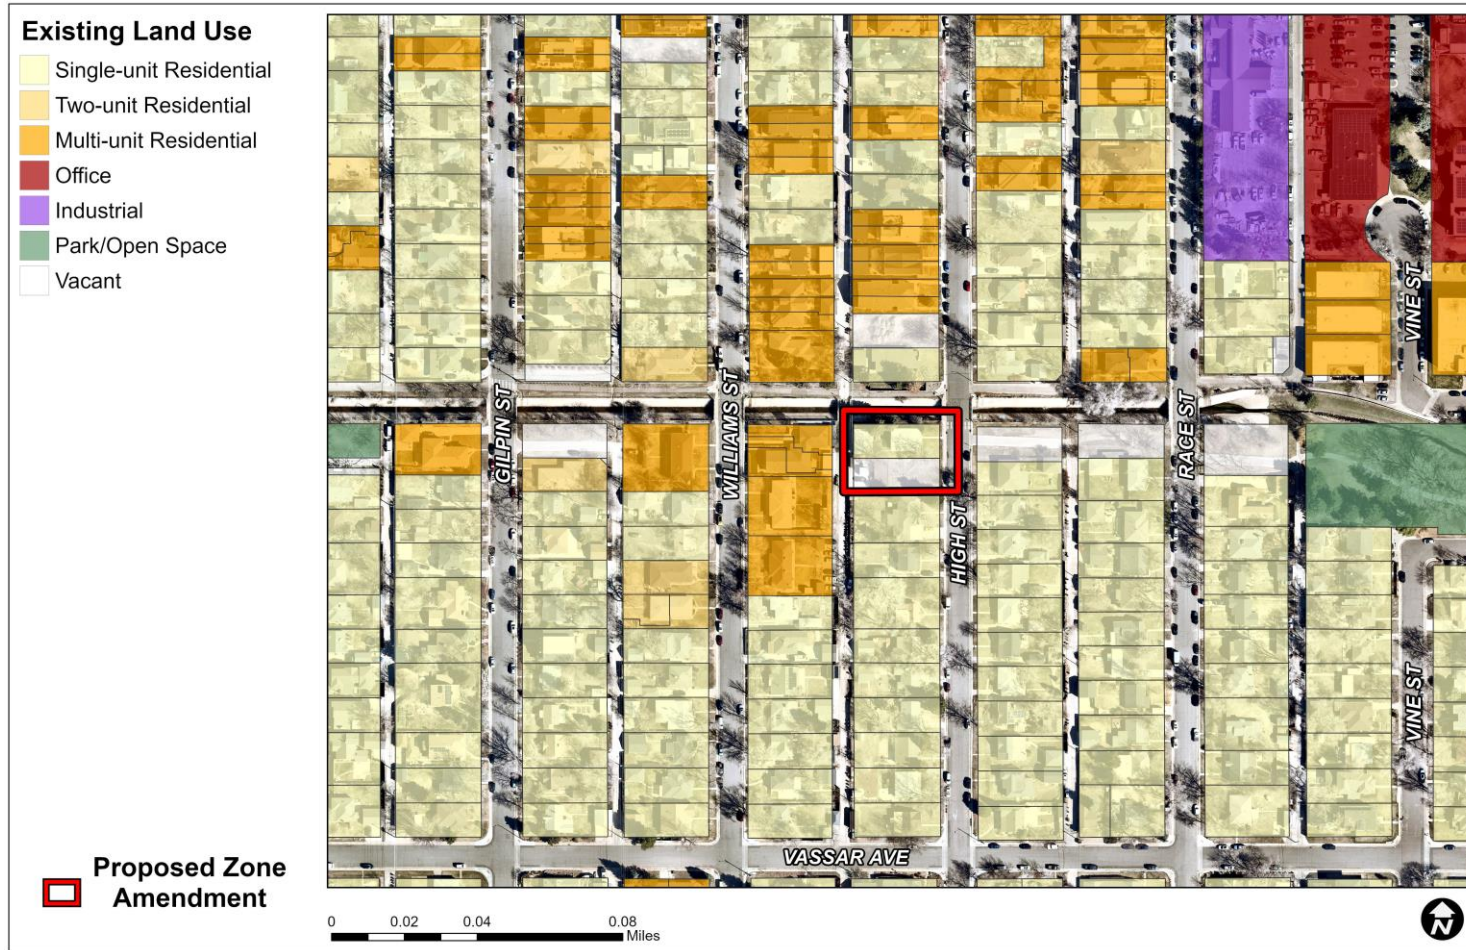 Existing Land Use
Single-unit Residential
Two-unit Residential
Multi-unit Residential
Office
Industrial
Park/Open Space
Vacant
GILPIN ST
WILLIAMS ST
HIGH ST
RACE ST
VINE ST
VINE ST
VASSAR AVE
Proposed Zone
Amendment
0 0.02 0.04 0.08
Miles
N